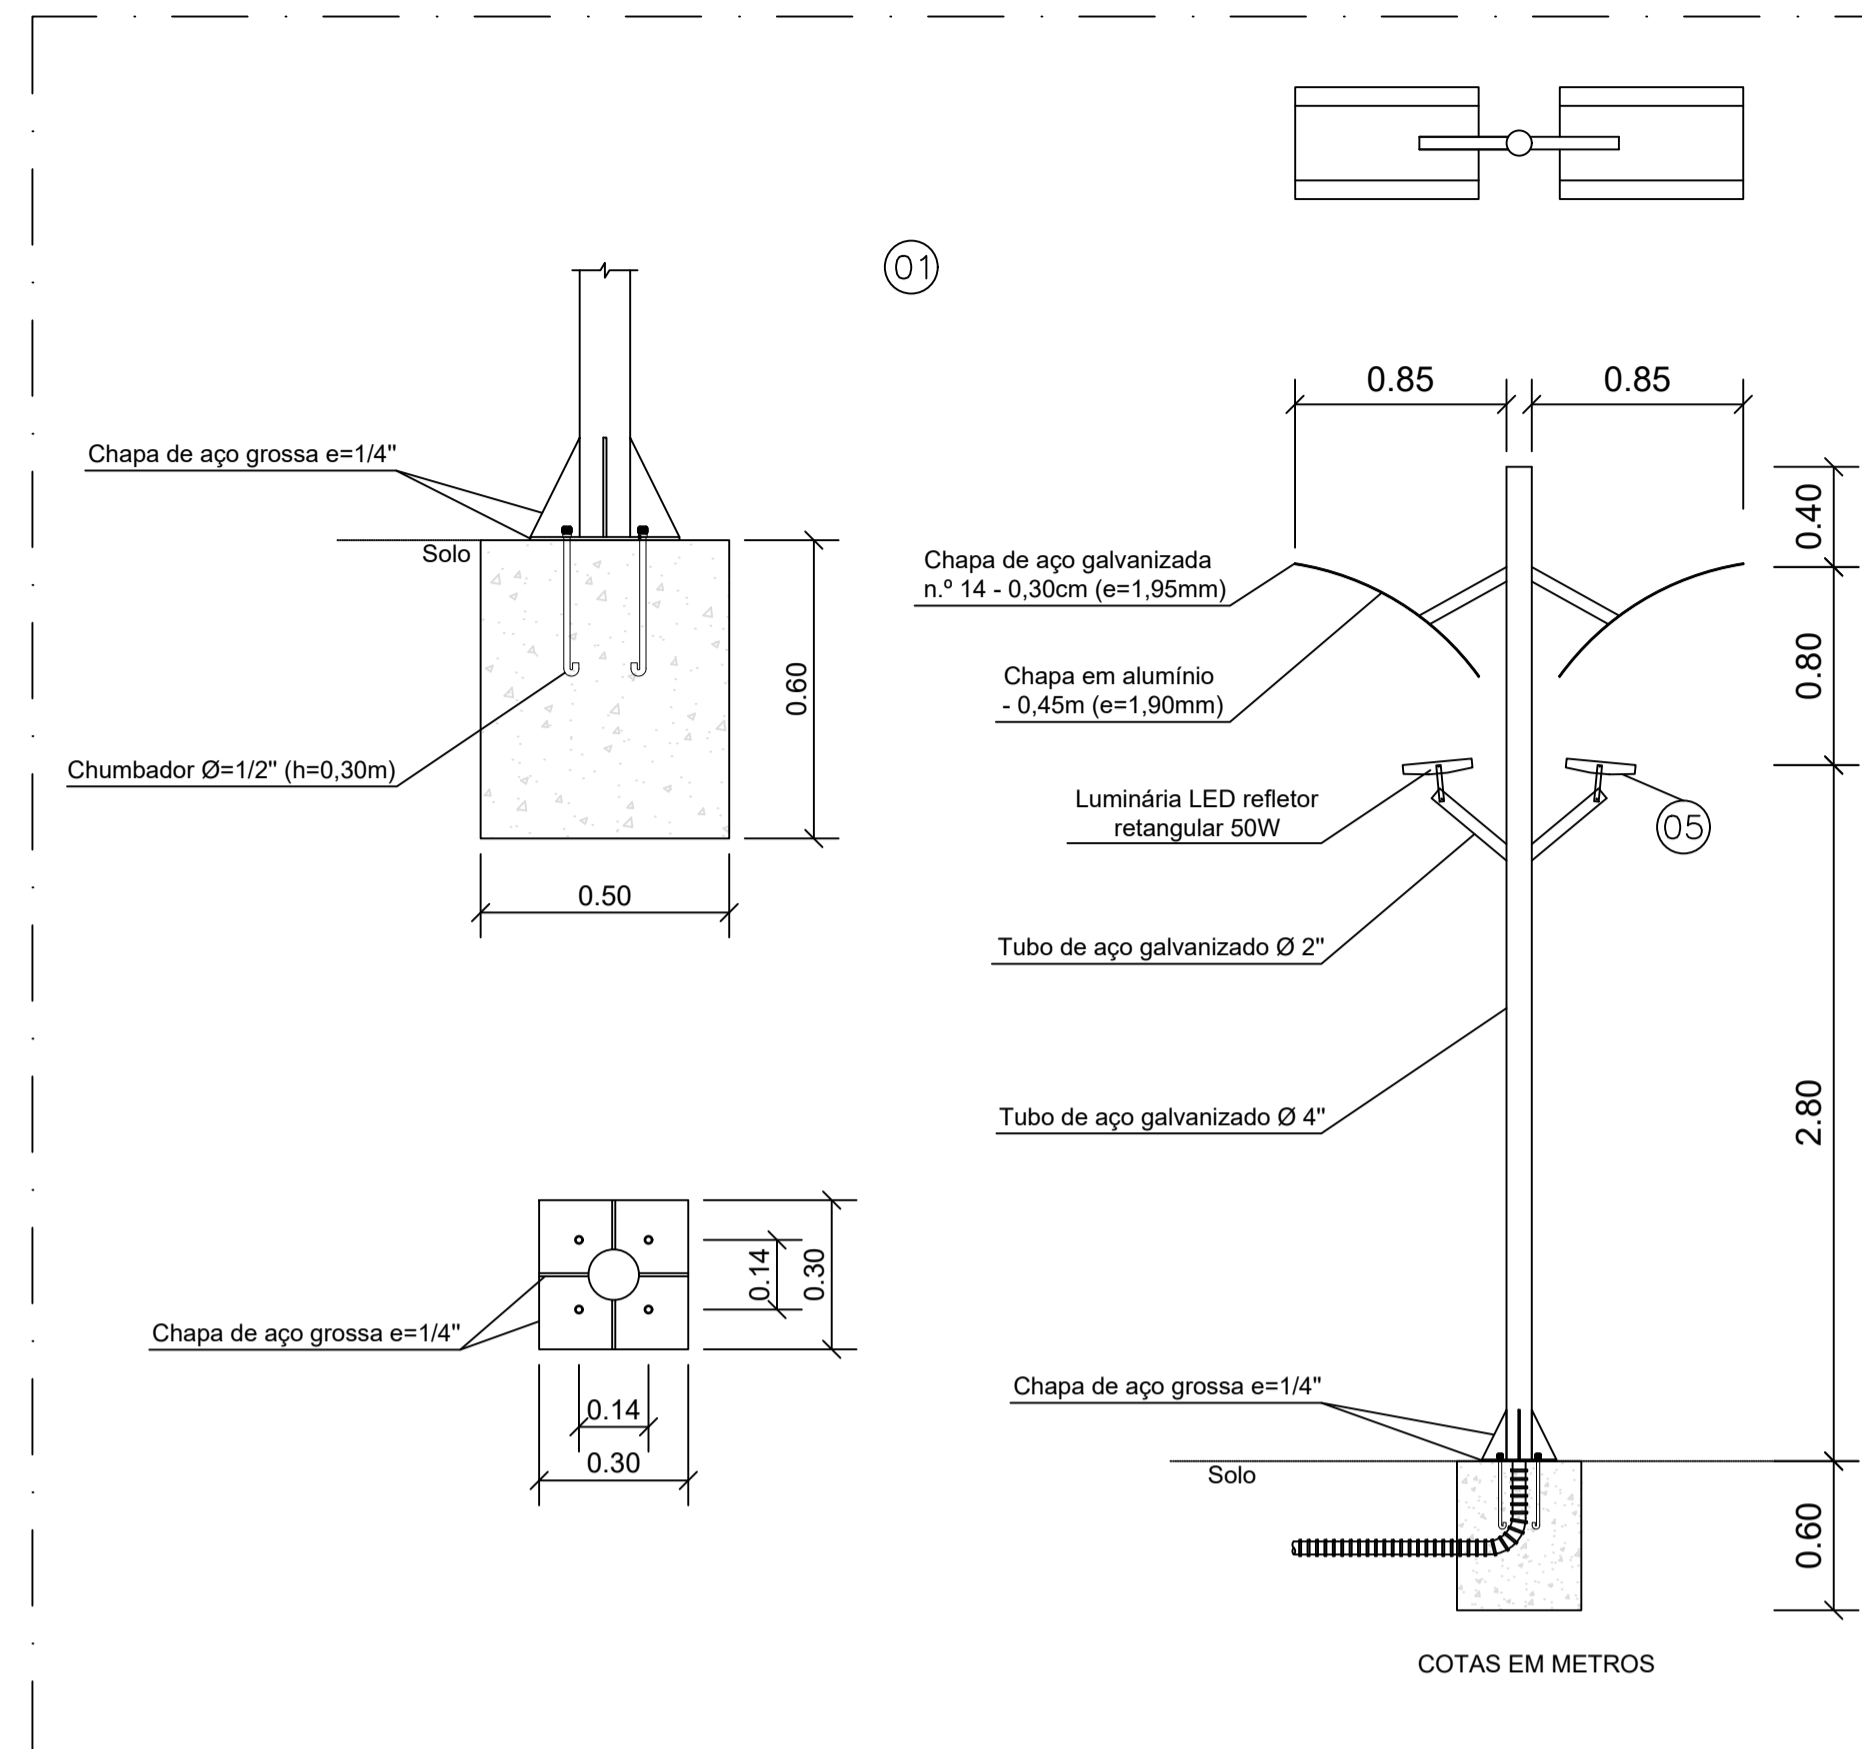 01
Chapa de aço grossa e=1/4"
Solo
0.60
Chumbador Ø=1/2" (h=0,30m)
0.50
Chapa de aço grossa e=1/4"
0.14
0.30
0.14
0.30
0.85
0.85
0.40
Chapa de aço galvanizada
n.º 14 - 0,30cm (e=1,95mm)
0.80
Chapa em alumínio
- 0,45m (e=1,90mm)
Luminária LED refletor
retangular 50W
05
Tubo de aço galvanizado Ø 2"
2.80
Tubo de aço galvanizado Ø 4"
Chapa de aço grossa e=1/4"
Solo
0.60
COTAS EM METROS